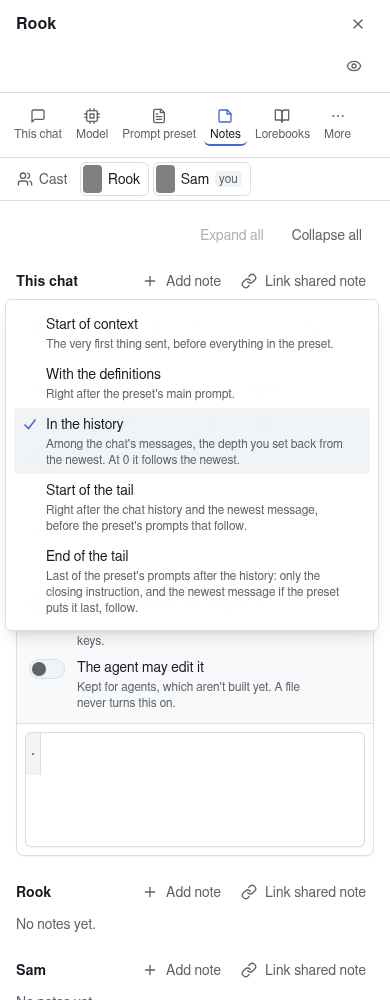 Rook
This chat
Model
Prompt preset
Notes
Lorebooks
More
Cast
Rook
Sam you
Expand all
Collapse all
This chat
Add note
Link shared note
Start of context
The very first thing sent, before everything in the preset.
With the definitions
Right after the preset's main prompt.
In the history
Among the chat's messages, the depth you set back from
the newest. At 0 it follows the newest.
Start of the tail
Right after the chat history and the newest message,
before the preset's prompts that follow.
End of the tail
Last of the preset's prompts after the history: only the
closing instruction, and the newest message if the preset
puts it last, follow.
keys.
The agent may edit it
Kept for agents, which aren't built yet. A file
never turns this on.
Rook
Add note
Link shared note
No notes yet.
Sam
Add note
Link shared note
No notes yet